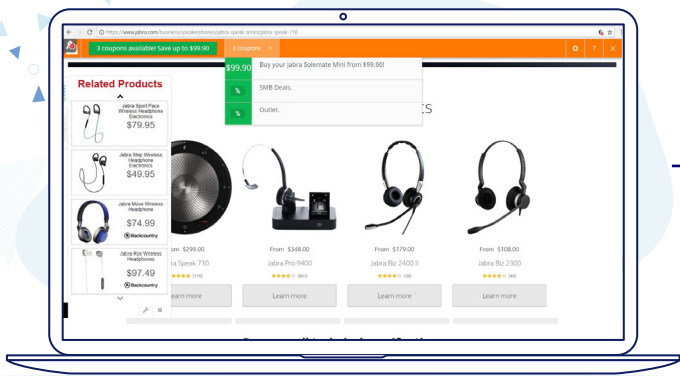 https://www.jabra.com/business/speakerphones/jabra-speak-series/jabra-speak-710
3 coupons available! Save up to $99.90
3 coupons
?
$99.90 Buy your Jabra Solemate Mini from $99.90!
% SMB Deals.
% Outlet.
Related Products
Jabra Sport Pace
Wireless Headphone
Electronics
$79.95
Jabra Step Wireless
Headphone
Electronics
$49.95
Jabra Move Wireless
Headphone
$74.99
Backcountry
Jabra Rox Wireless
Headphones
$97.49
Backcountry
om $299.00
ra Speak 710
(116)
earn more
From $348.00
Jabra Pro 9400
Learn more
From $179.00
Jabra Biz 2400 II
Learn more
From $108.00
Jabra Biz 2300
Learn more